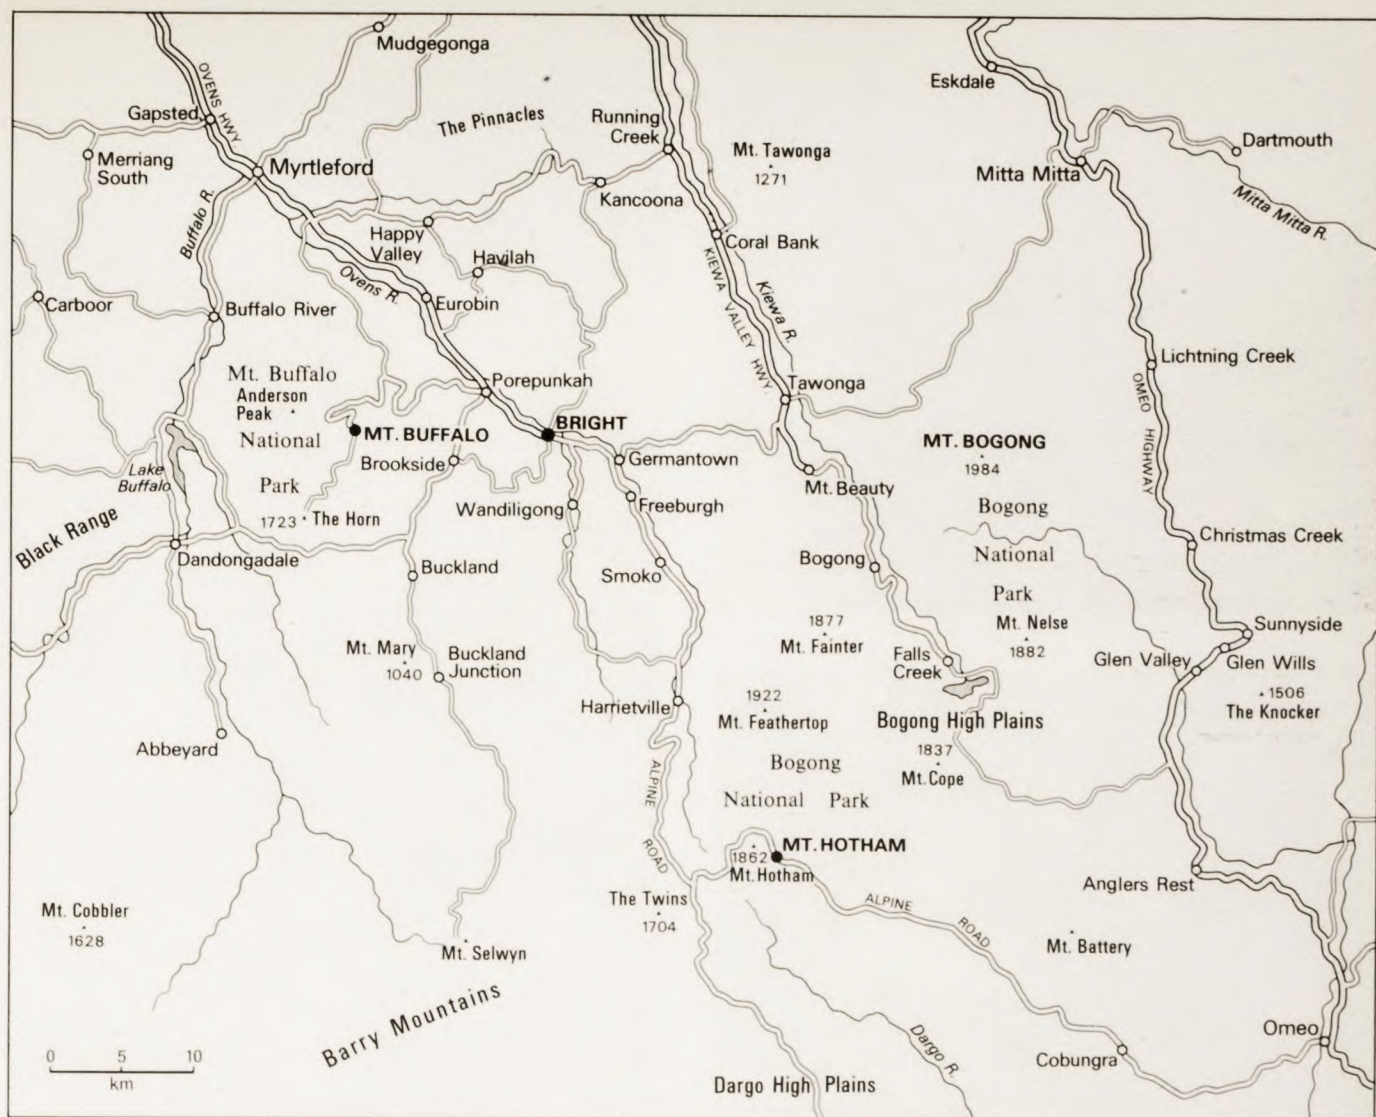 Mudgegonga
OVENS HWY
Gapsted
The Pinnacles
Running
Creek
Eskdale
Merriang
South
Myrtleford
Mt. Tawonga
1271
Dartmouth
Mitta Mitta
Kancoona
Mitta Mitta R.
Buffalo R.
Happy
Valley
Coral Bank
Havilah
Ovens R.
KIEWA VALLEY HWY
Kiewa R.
Carboor
Buffalo River
Eurobin
Lichtning Creek
Mt. Buffalo
Anderson
Peak
National
Park
Porepunkah
Tawonga
OMEO HIGHWAY
MT. BUFFALO
BRIGHT
MT. BOGONG
1984
Lake
Buffalo
Brookside
Germantown
Mt. Beauty
Bogong
National
Park
Black Range
1723
The Horn
Wandiligong
Freeburgh
Christmas Creek
Dandongadale
Buckland
Smoko
Bogong
1877
Mt. Fainter
Mt. Nelse
1882
Sunnyside
Mt. Mary
1040
Buckland
Junction
Falls
Creek
Glen Valley
Glen Wills
1506
The Knocker
Harrietville
1922
Mt. Feathertop
Bogong High Plains
Abbeyard
1837
Mt. Cope
Bogong
National Park
ALPINE ROAD
MT. HOTHAM
1862
Mt. Hotham
Anglers Rest
Mt. Cobbler
1628
The Twins
1704
ALPINE ROAD
Mt. Battery
Mt. Selwyn
Barry Mountains
Dargo R.
Omeo
Cobungra
0 5 10
km
Dargo High Plains